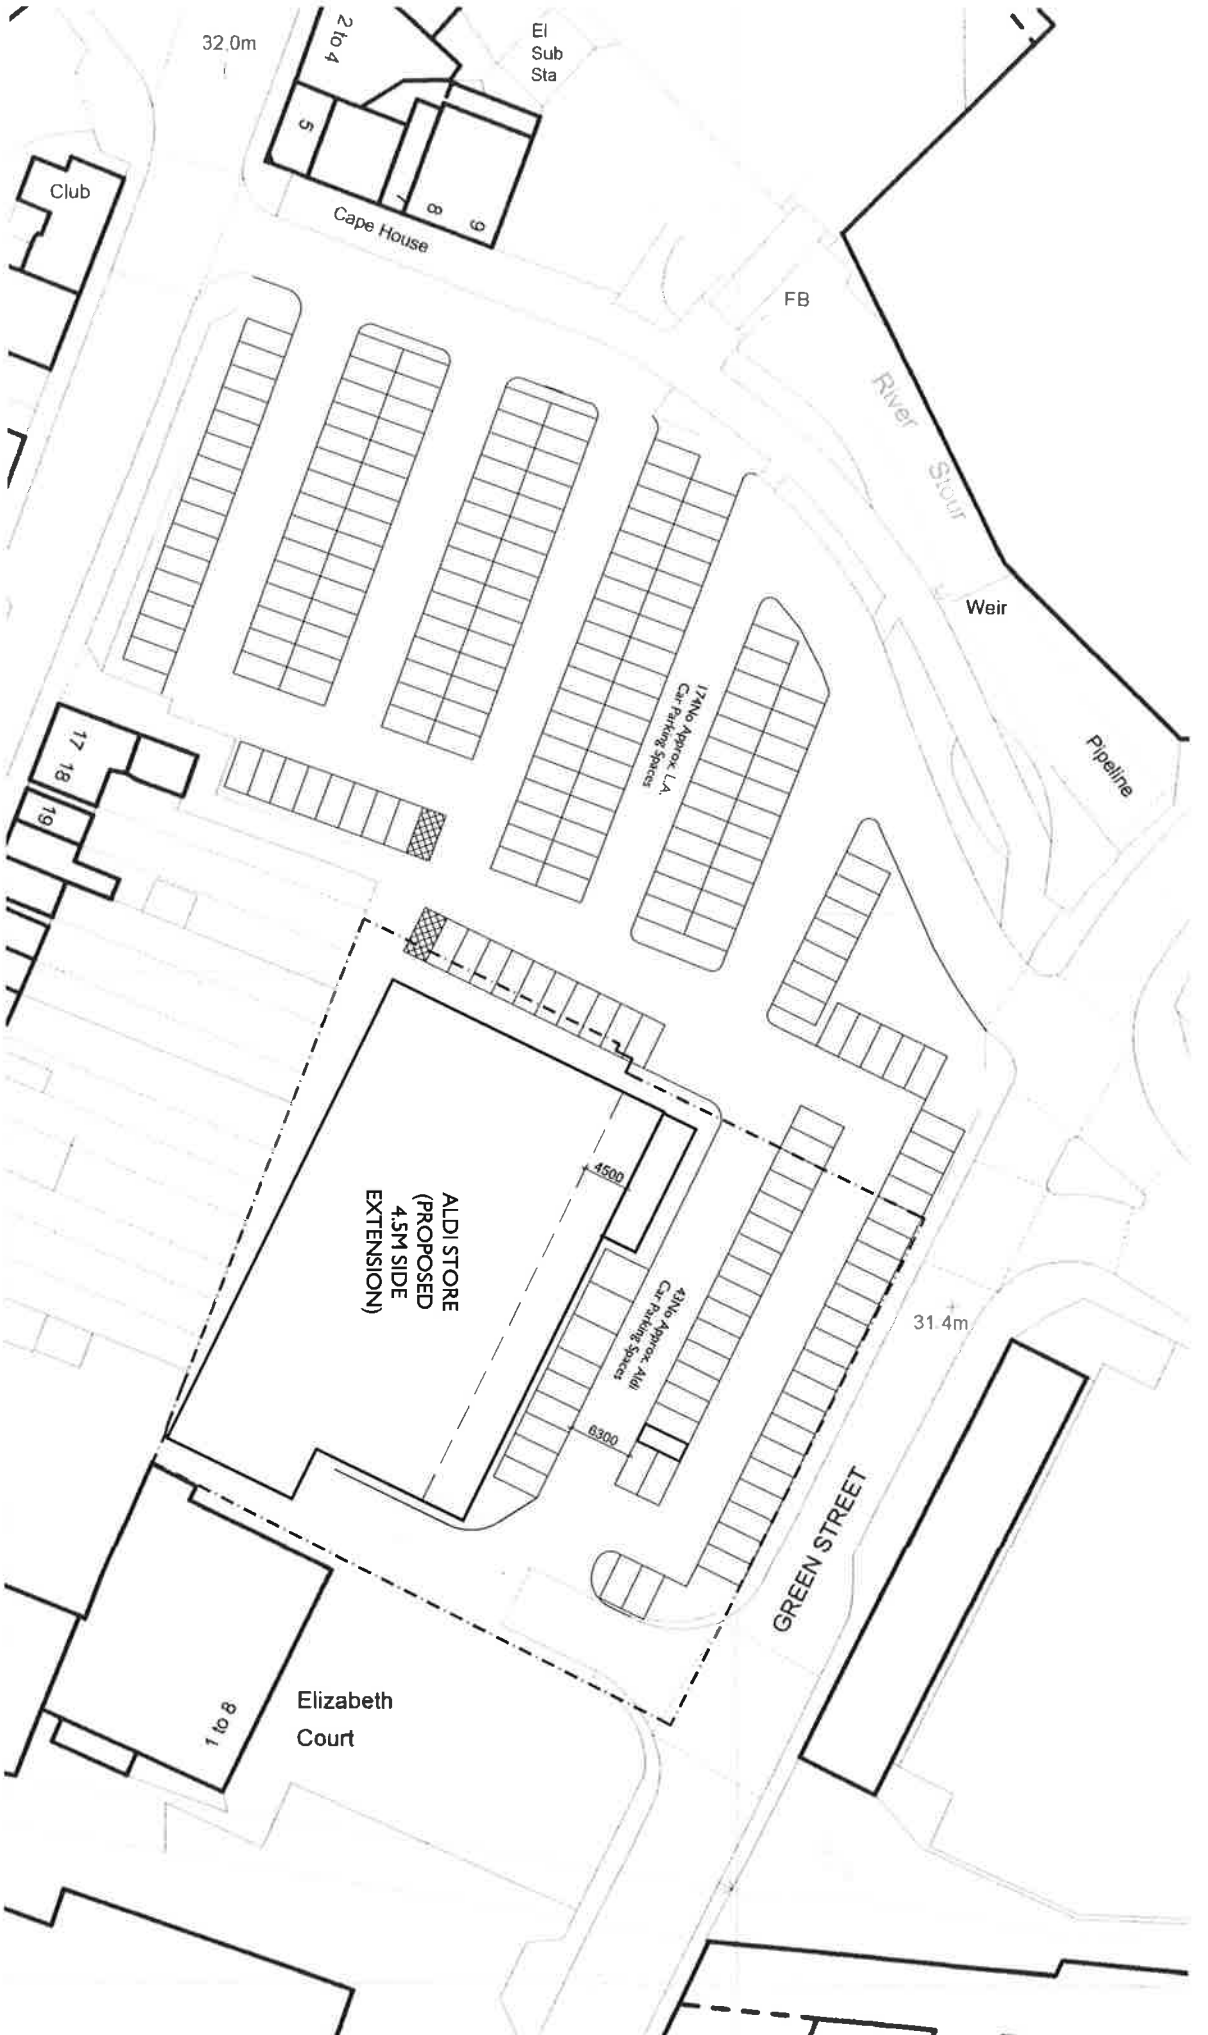 32.0m
2 to 4
El
Sub
Sta
5
7
8
9
Club
Cape House
FB
River
Stour
Weir
Pipeline
174No Approx. L.A.
Car Parking Spaces
17
18
19
4500
ALDI STORE
(PROPOSED
4.5M SIDE
EXTENSION)
43No Approx. Aldi
Car Parking Spaces
6300
31.4m
GREEN STREET
1 to 8
Elizabeth
Court